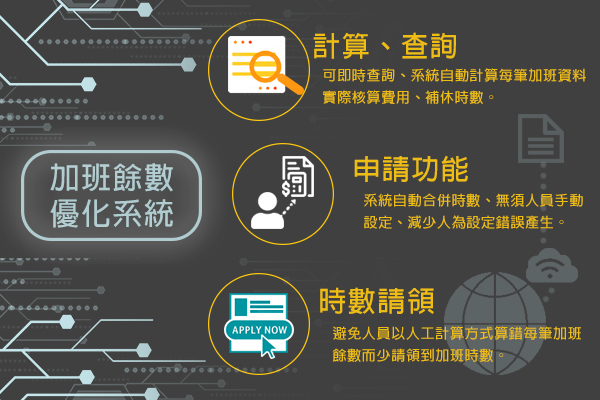 加班餘數
優化系統
計算、查詢
可即時查詢、系統自動計算每筆加班資料
實際核算費用、補休時數。
申請功能
系統自動合併時數、無須人員手動
設定、減少人為設定錯誤產生。
時數請領
APPLY NOW
避免人員以人工計算方式算錯每筆加班
餘數而少請領到加班時數。